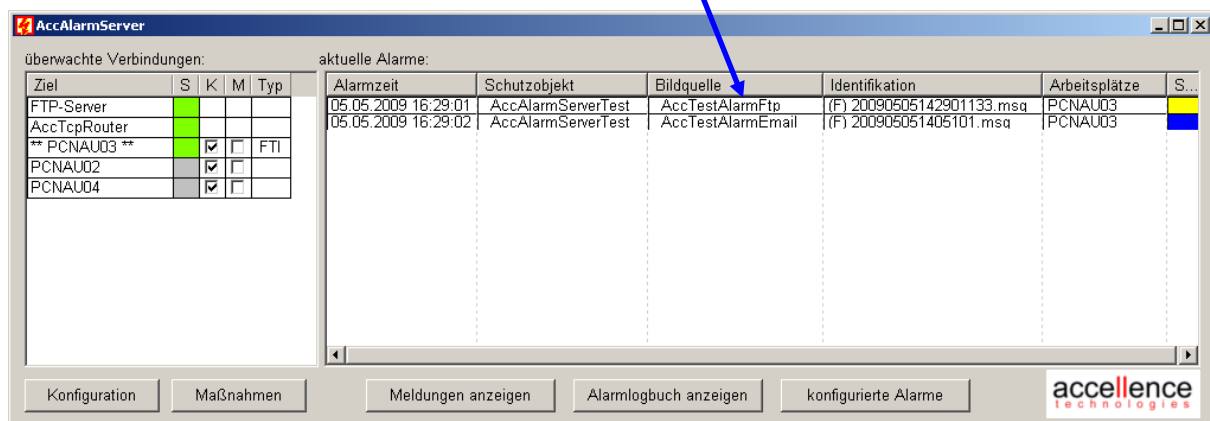 AccAlarmServer
überwachte Verbindungen:
Ziel S K M Typ
FTP-Server
AccTcpRouter
** PCNAU03 ** FTI
PCNAU02
PCNAU04
aktuelle Alarme:
Alarmzeit Schutzobjekt Bildquelle Identifikation Arbeitsplätze S...
05.05.2009 16:29:01 AccAlarmServerTest AccTestAlarmFtp (F) 20090505142901133.msg PCNAU03
05.05.2009 16:29:02 AccAlarmServerTest AccTestAlarmEmail (F) 200905051405101.msg PCNAU03
Konfiguration Maßnahmen Meldungen anzeigen Alarmlogbuch anzeigen konfigurierte Alarme
accellence
technologies